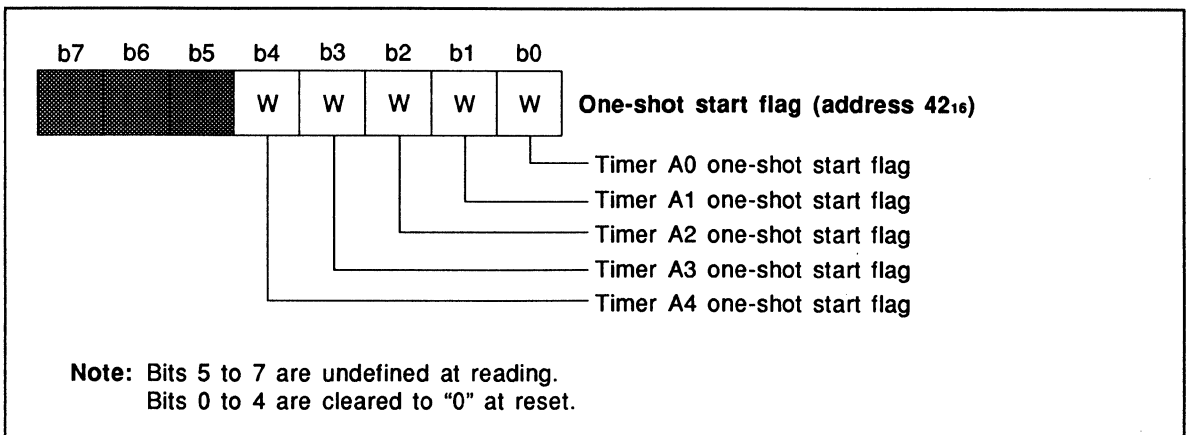 b7 b6 b5 b4 b3 b2 b1 b0
W W W W W One-shot start flag (address 42₁₆)
Timer A0 one-shot start flag
Timer A1 one-shot start flag
Timer A2 one-shot start flag
Timer A3 one-shot start flag
Timer A4 one-shot start flag
Note: Bits 5 to 7 are undefined at reading.
Bits 0 to 4 are cleared to “0” at reset.